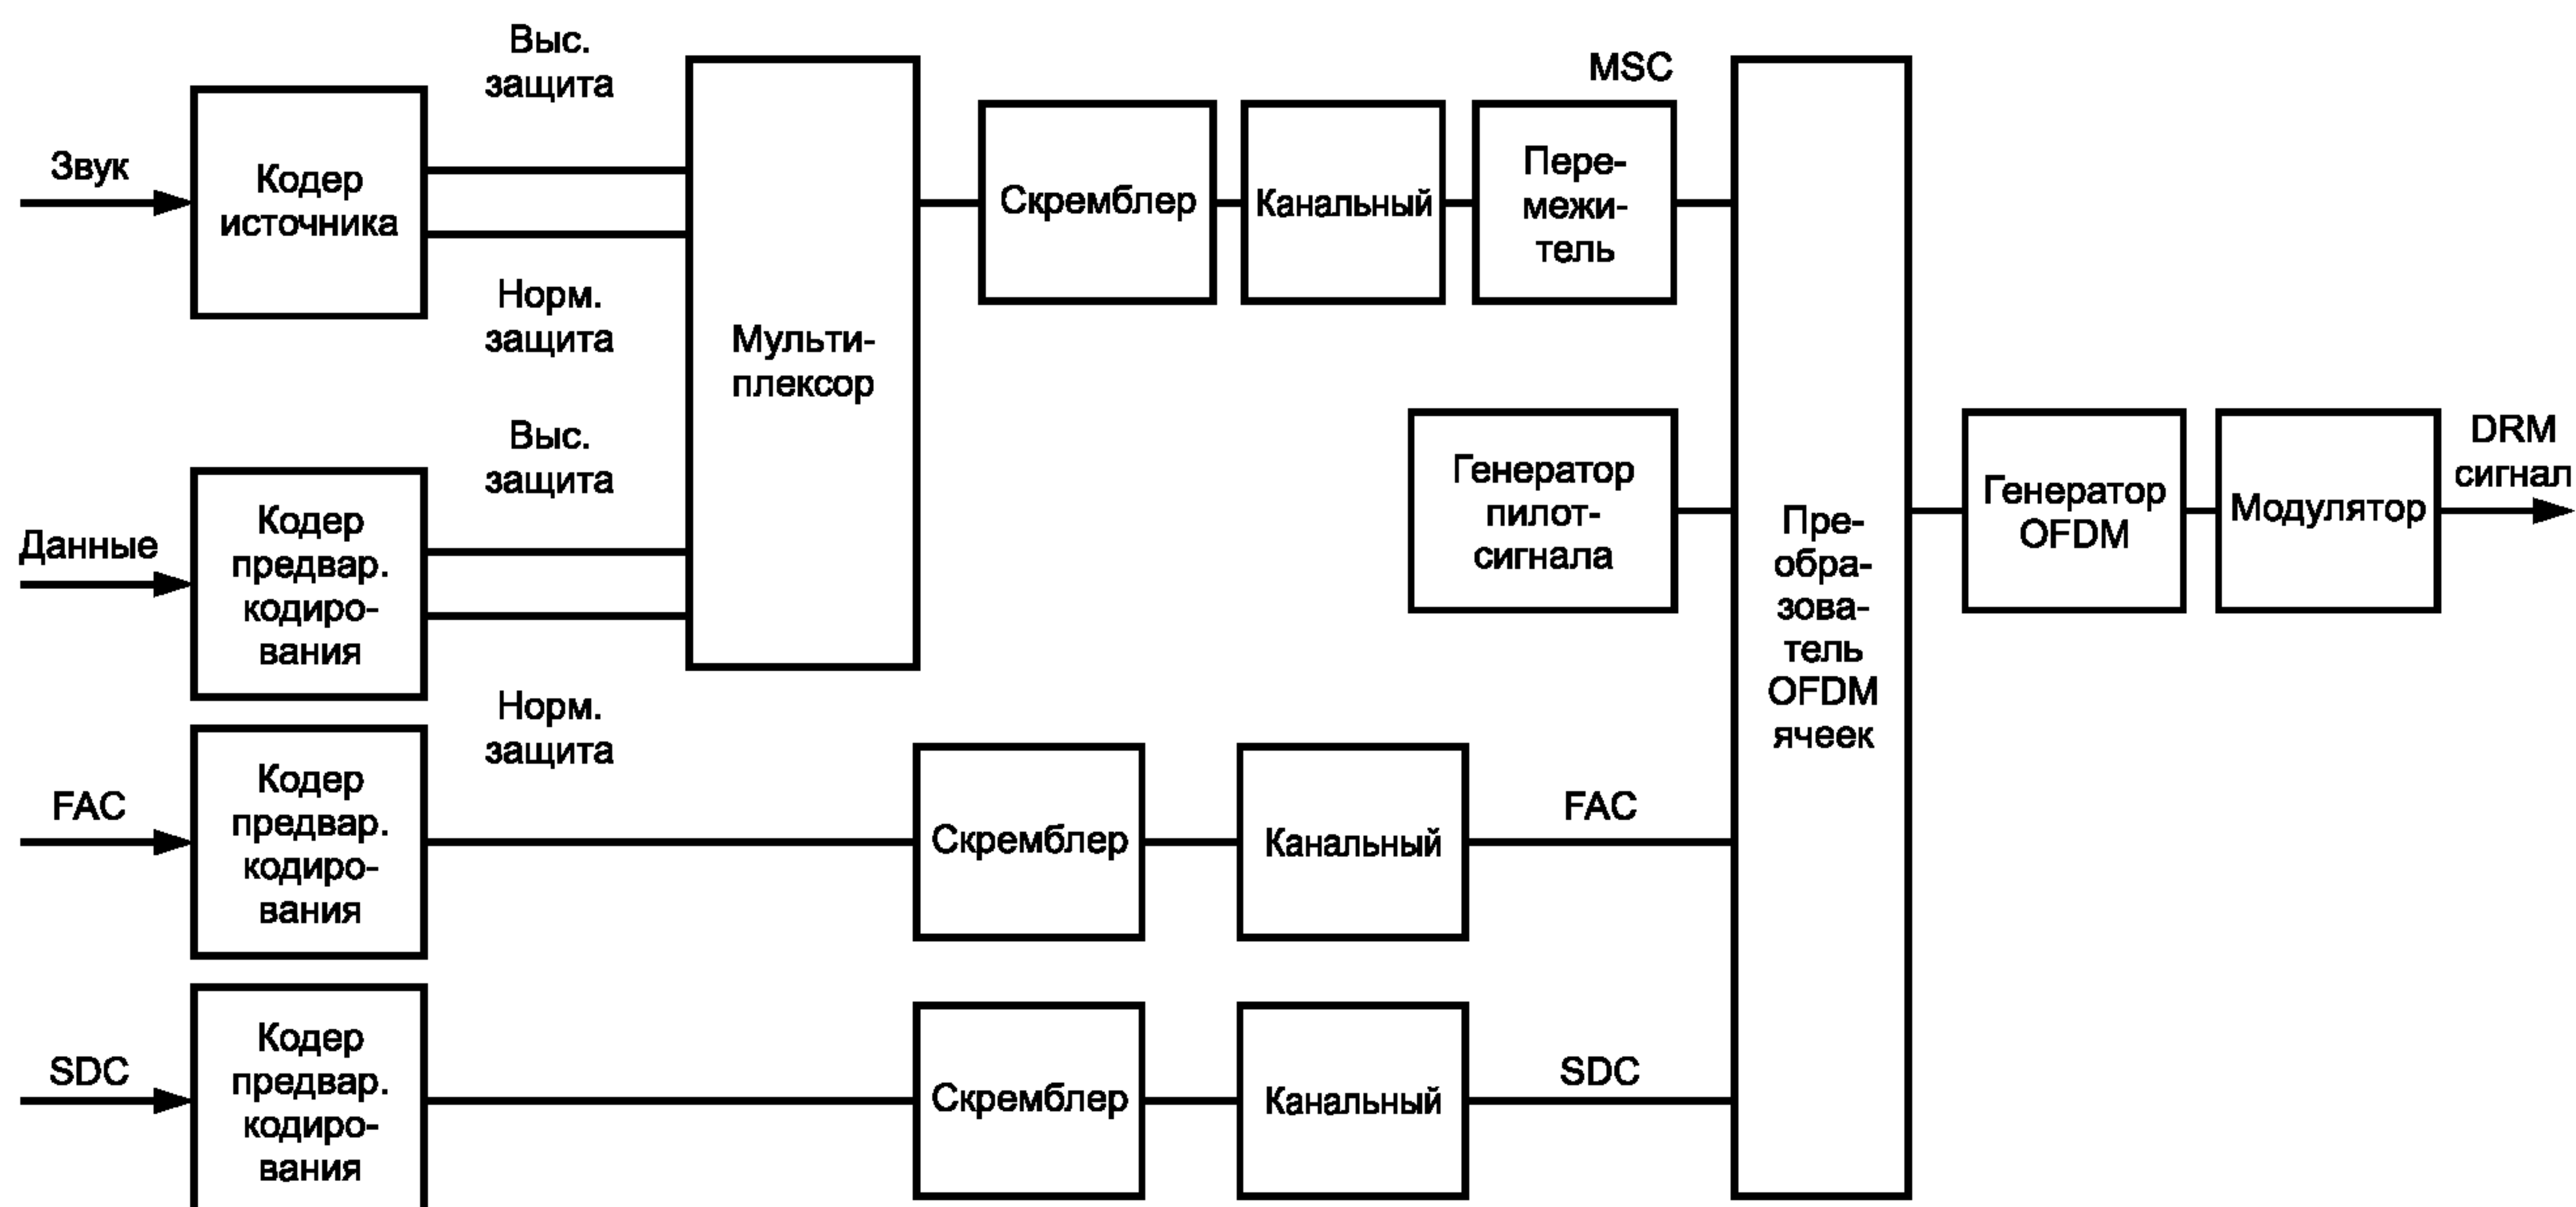 Выс.
защита
Звук
Кодер
источника
Норм.
защита
Выс.
защита
Данные
Кодер
предвар.
кодиро-
вания
Норм.
защита
Мульти-
плексор
Скремблер
Канальный
MSC
Пере-
межи-
тель
Генератор
пилот-
сигнала
FAC
Кодер
предвар.
кодиро-
вания
Скремблер
Канальный
FAC
SDC
Кодер
предвар.
кодиро-
вания
Скремблер
Канальный
SDC
Пре-
обра-
зова-
тель
OFDM
ячеек
Генератор
OFDM
Модулятор
DRM
сигнал